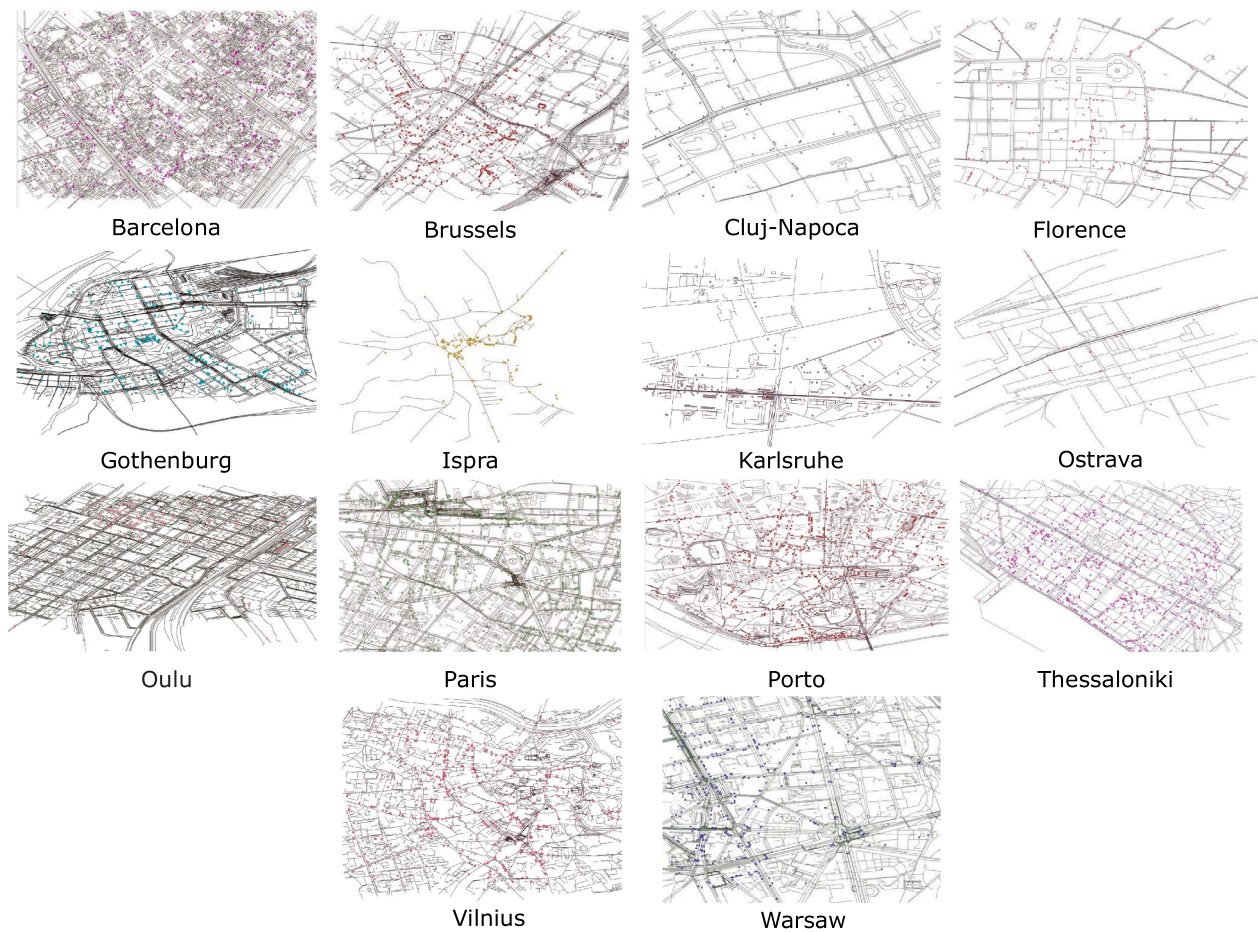 Barcelona
Brussels
Cluj-Napoca
Florence
Gothenburg
Ispra
Karlsruhe
Ostrava
Oulu
Paris
Porto
Thessaloniki
Vilnius
Warsaw